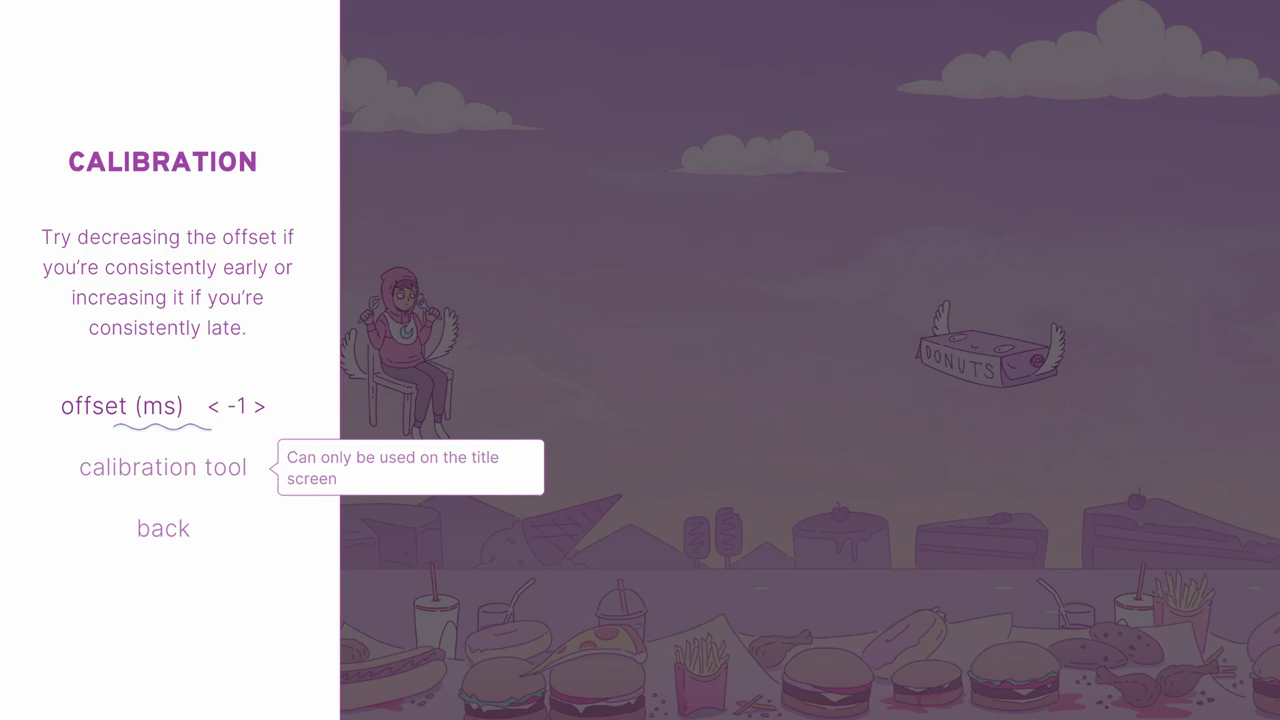 CALIBRATION
Try decreasing the offset if
you’re consistently early or
increasing it if you’re
consistently late.
offset (ms) < -1 >
calibration tool
Can only be used on the title
screen
back
DONUTS